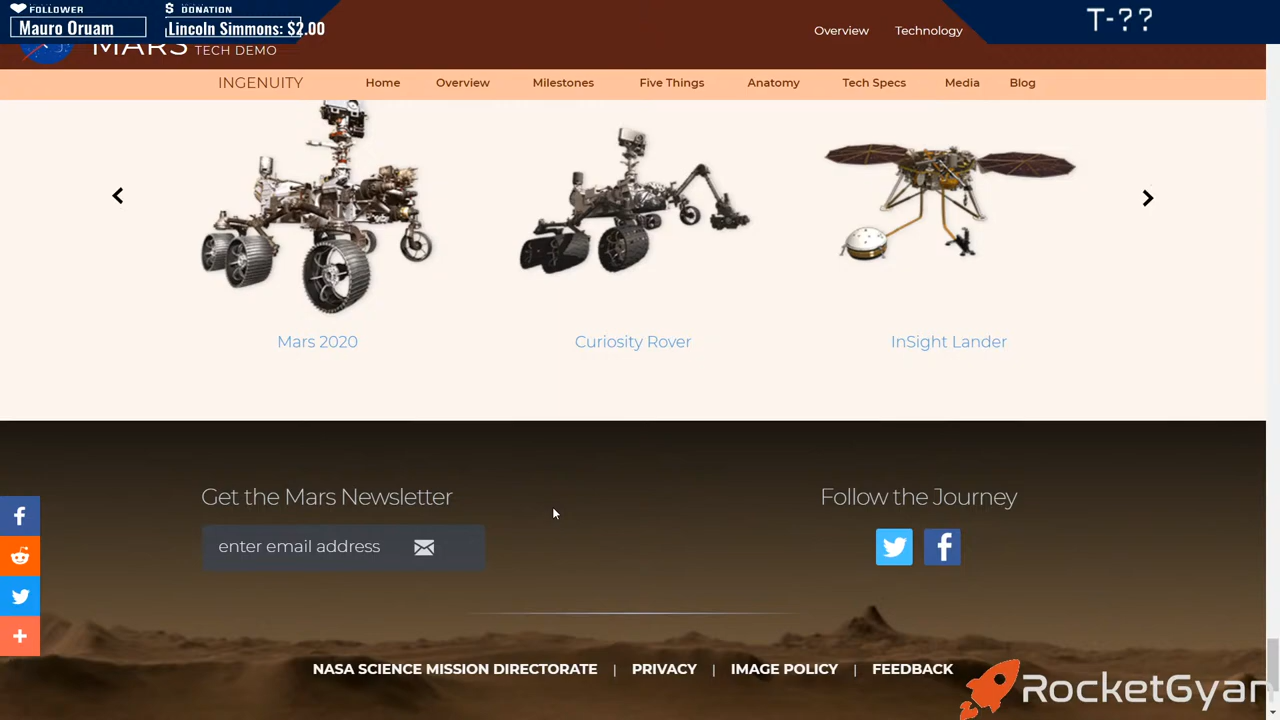 FOLLOWER
Mauro Oruam
$ DONATION
Lincoln Simmons: $2.00
T-??
MARS
TECH DEMO
Overview
Technology
INGENUITY
Home
Overview
Milestones
Five Things
Anatomy
Tech Specs
Media
Blog
Mars 2020
Curiosity Rover
InSight Lander
Get the Mars Newsletter
enter email address
Follow the Journey
NASA SCIENCE MISSION DIRECTORATE | PRIVACY | IMAGE POLICY | FEEDBACK
RocketGyan